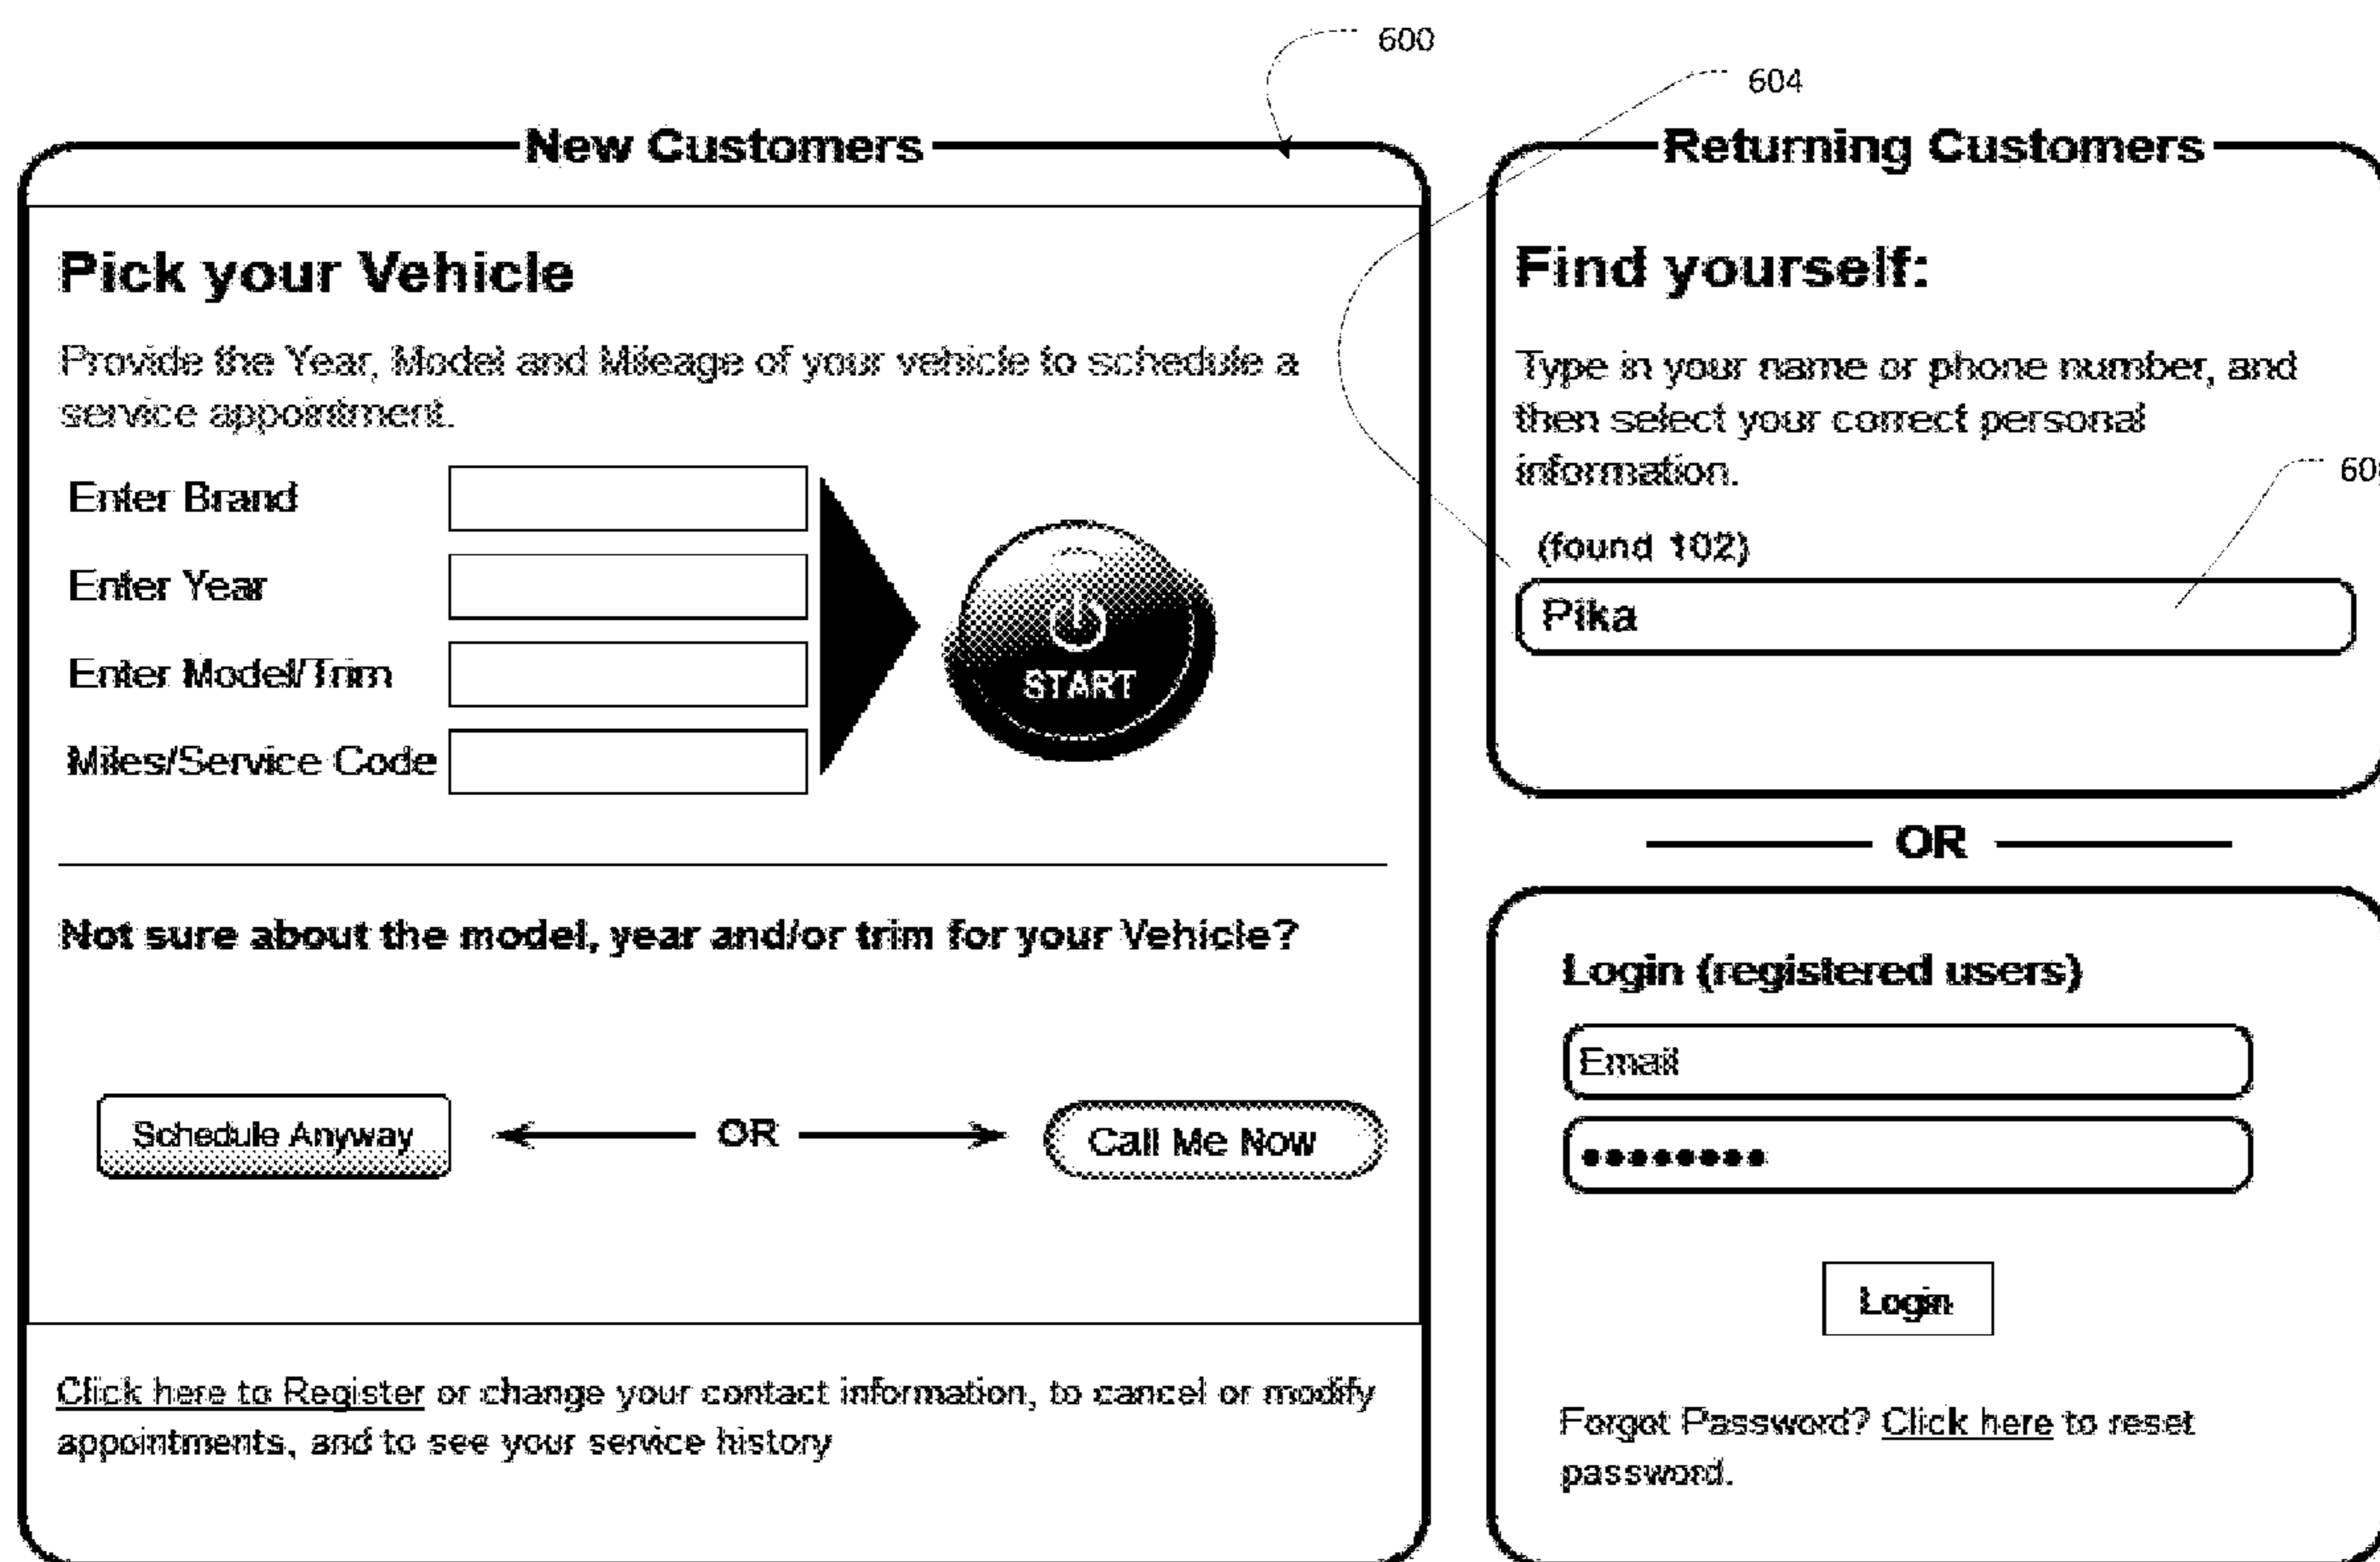 600
604
New Customers
Pick your Vehicle
Provide the Year, Model and Mileage of your vehicle to schedule a
service appointment.
Enter Brand
Enter Year
Enter Model/Trim
Miles/Service Code
START
Not sure about the model, year and/or trim for your Vehicle?
Schedule Anyway
OR
Call Me Now
Click here to Register or change your contact information, to cancel or modify
appointments, and to see your service history
Returning Customers
Find yourself:
Type in your name or phone number, and
then select your correct personal
information.
(found 102)
Pika
OR
Login (registered users)
Email
Login
Forgot Password? Click here to reset
password.